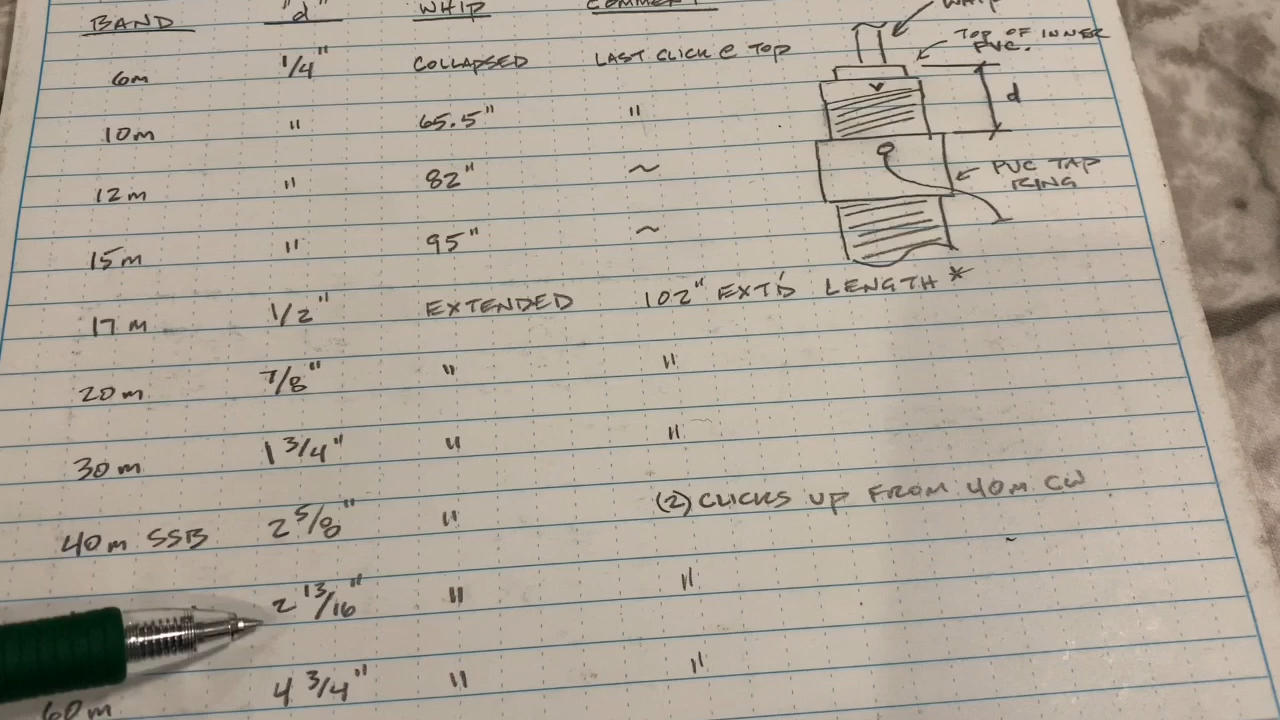 BAND "d" WHIP COMMENT
6m 1/4" COLLAPSED LAST CLICK @ TOP
10m " 65.5" "
12m " 82" ~
15m " 95" ~
17m 1/2" EXTENDED 102" EXT'D LENGTH *
20m 7/8" " "
30m 1 3/4" " "
40m SSB 2 5/8" " (2) CLICKS UP FROM 40M CW
2 13/16" " "
60m 4 3/4" " "
WHIP
TOP OF INNER
PVC.
d
PVC TAP
RING